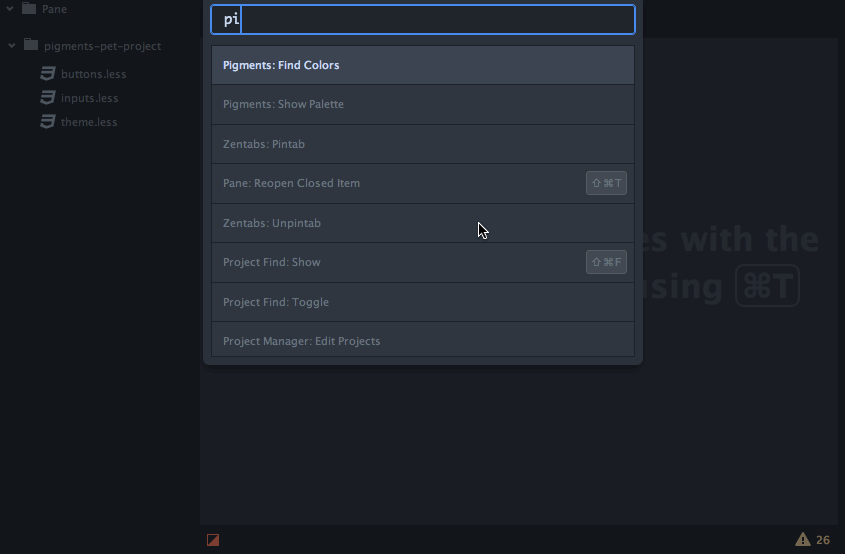 Pane
pigments-pet-project
buttons.less
inputs.less
theme.less
pi
Pigments: Find Colors
Pigments: Show Palette
Zentabs: Pintab
Pane: Reopen Closed Item ⇧⌘T
Zentabs: Unpintab
Project Find: Show ⇧⌘F
Project Find: Toggle
Project Manager: Edit Projects
es with the
using ⌘T
26